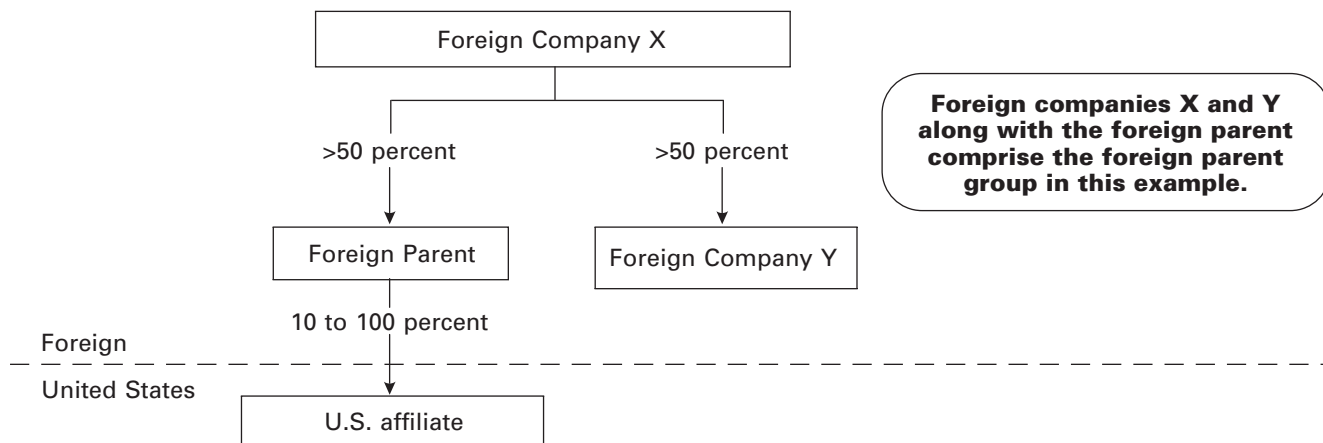 Foreign Company X
Foreign companies X and Y
along with the foreign parent
comprise the foreign parent
group in this example.
>50 percent
>50 percent
Foreign Parent
Foreign Company Y
10 to 100 percent
Foreign
United States
U.S. affiliate